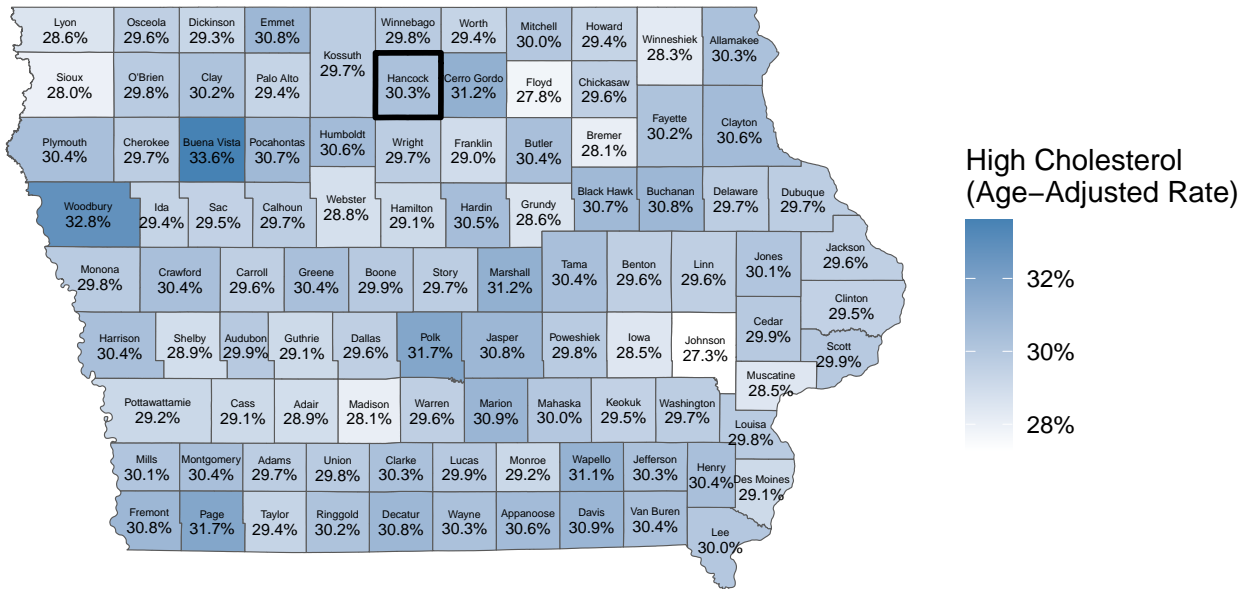 Lyon
28.6%
Osceola
29.6%
Dickinson
29.3%
Emmet
30.8%
Kossuth
29.7%
Winnebago
29.8%
Worth
29.4%
Mitchell
30.0%
Howard
29.4%
Winneshiek
28.3%
Allamakee
30.3%
Sioux
28.0%
O'Brien
29.8%
Clay
30.2%
Palo Alto
29.4%
Hancock
30.3%
Cerro Gordo
31.2%
Floyd
27.8%
Chickasaw
29.6%
Plymouth
30.4%
Cherokee
29.7%
Buena Vista
33.6%
Pocahontas
30.7%
Humboldt
30.6%
Wright
29.7%
Franklin
29.0%
Butler
30.4%
Bremer
28.1%
Fayette
30.2%
Clayton
30.6%
Woodbury
32.8%
Ida
29.4%
Sac
29.5%
Calhoun
29.7%
Webster
28.8%
Hamilton
29.1%
Hardin
30.5%
Grundy
28.6%
Black Hawk
30.7%
Buchanan
30.8%
Delaware
29.7%
Dubuque
29.7%
Monona
29.8%
Crawford
30.4%
Carroll
29.6%
Greene
30.4%
Boone
29.9%
Story
29.7%
Marshall
31.2%
Tama
30.4%
Benton
29.6%
Linn
29.6%
Jones
30.1%
Jackson
29.6%
Clinton
29.5%
Harrison
30.4%
Shelby
28.9%
Audubon
29.9%
Guthrie
29.1%
Dallas
29.6%
Polk
31.7%
Jasper
30.8%
Poweshiek
29.8%
Iowa
28.5%
Johnson
27.3%
Cedar
29.9%
Scott
29.9%
Muscatine
28.5%
Pottawattamie
29.2%
Cass
29.1%
Adair
28.9%
Madison
28.1%
Warren
29.6%
Marion
30.9%
Mahaska
30.0%
Keokuk
29.5%
Washington
29.7%
Louisa
29.8%
Mills
30.1%
Montgomery
30.4%
Adams
29.7%
Union
29.8%
Clarke
30.3%
Lucas
29.9%
Monroe
29.2%
Wapello
31.1%
Jefferson
30.3%
Henry
30.4%
Des Moines
29.1%
Fremont
30.8%
Page
31.7%
Taylor
29.4%
Ringgold
30.2%
Decatur
30.8%
Wayne
30.3%
Appanoose
30.6%
Davis
30.9%
Van Buren
30.4%
Lee
30.0%
High Cholesterol
(Age−Adjusted Rate)
32%
30%
28%